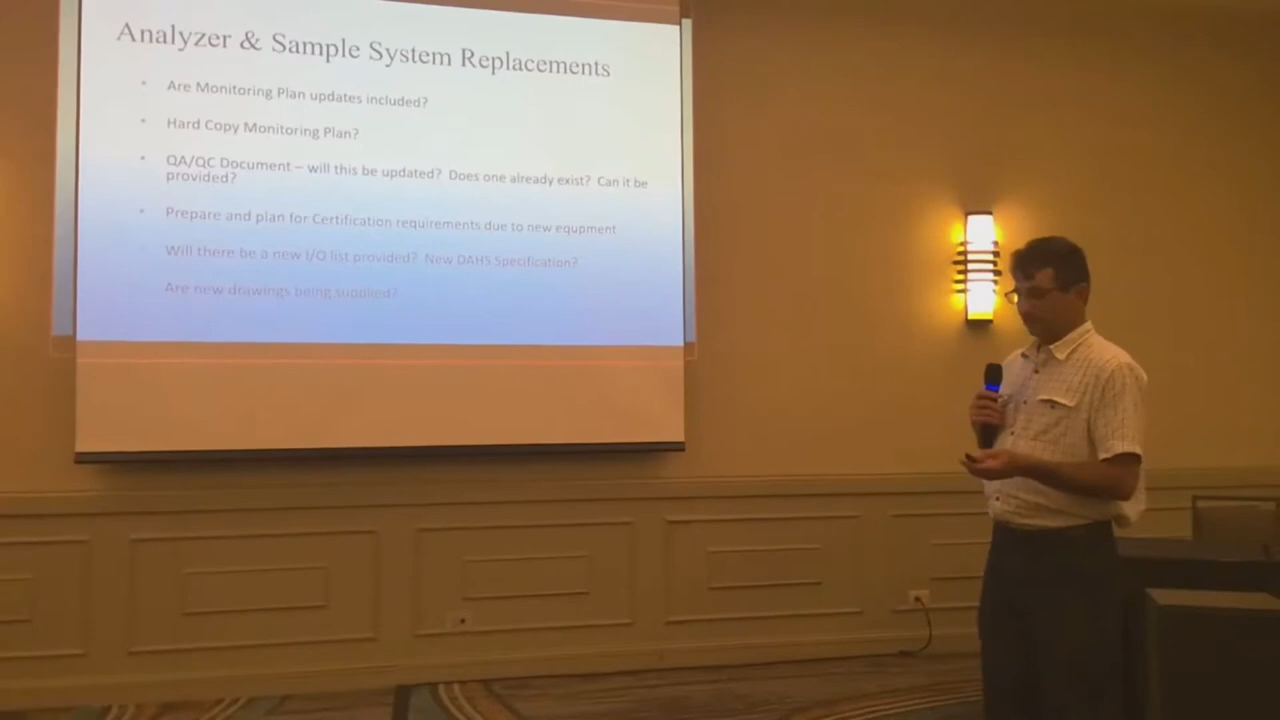 Analyzer & Sample System Replacements
• Are Monitoring Plan updates included?
• Hard Copy Monitoring Plan?
• QA/QC Document – will this be updated? Does one already exist? Can it be
provided?
• Prepare and plan for Certification requirements due to new equpment
Will there be a new I/O list provided? New DAHS Specification?
Are new drawings being supplied?